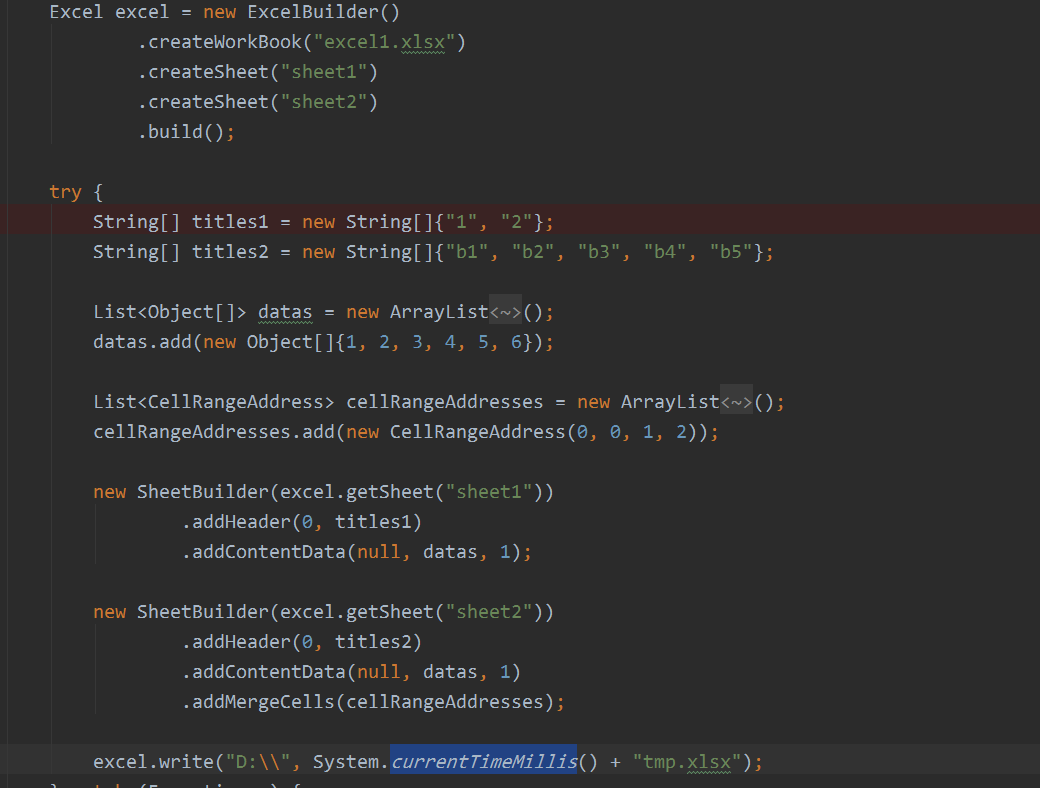 Excel excel = new ExcelBuilder()
.createWorkBook("excel1.xlsx")
.createSheet("sheet1")
.createSheet("sheet2")
.build();
try {
String[] titles1 = new String[]{"1", "2"};
String[] titles2 = new String[]{"b1", "b2", "b3", "b4", "b5"};
List<Object[]> datas = new ArrayList<~>();
datas.add(new Object[]{1, 2, 3, 4, 5, 6});
List<CellRangeAddress> cellRangeAddresses = new ArrayList<~>();
cellRangeAddresses.add(new CellRangeAddress(0, 0, 1, 2));
new SheetBuilder(excel.getSheet("sheet1"))
.addHeader(0, titles1)
.addContentData(null, datas, 1);
new SheetBuilder(excel.getSheet("sheet2"))
.addHeader(0, titles2)
.addContentData(null, datas, 1)
.addMergeCells(cellRangeAddresses);
excel.write("D:\\", System.currentTimeMillis() + "tmp.xlsx");